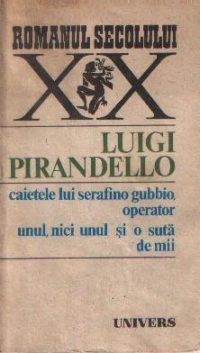 ROMANUL SECOLULUI
XX
LUIGI
PIRANDELLO
caietele lui serafino gubbio,
operator
unul, nici unul și o sută
de mii
UNIVERS